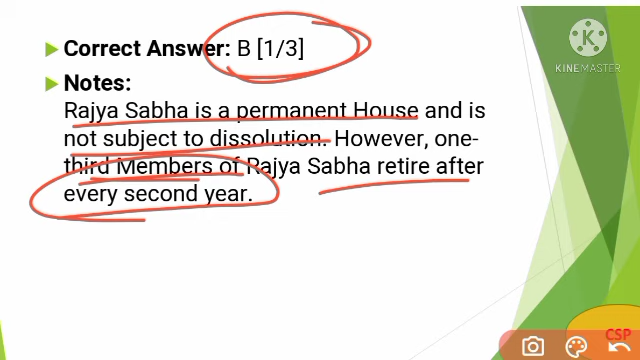 Correct Answer: B [1/3]
Notes:
Rajya Sabha is a permanent House and is
not subject to dissolution. However, one-
third Members of Rajya Sabha retire after
every second year.
K
KINEMASTER
CSP